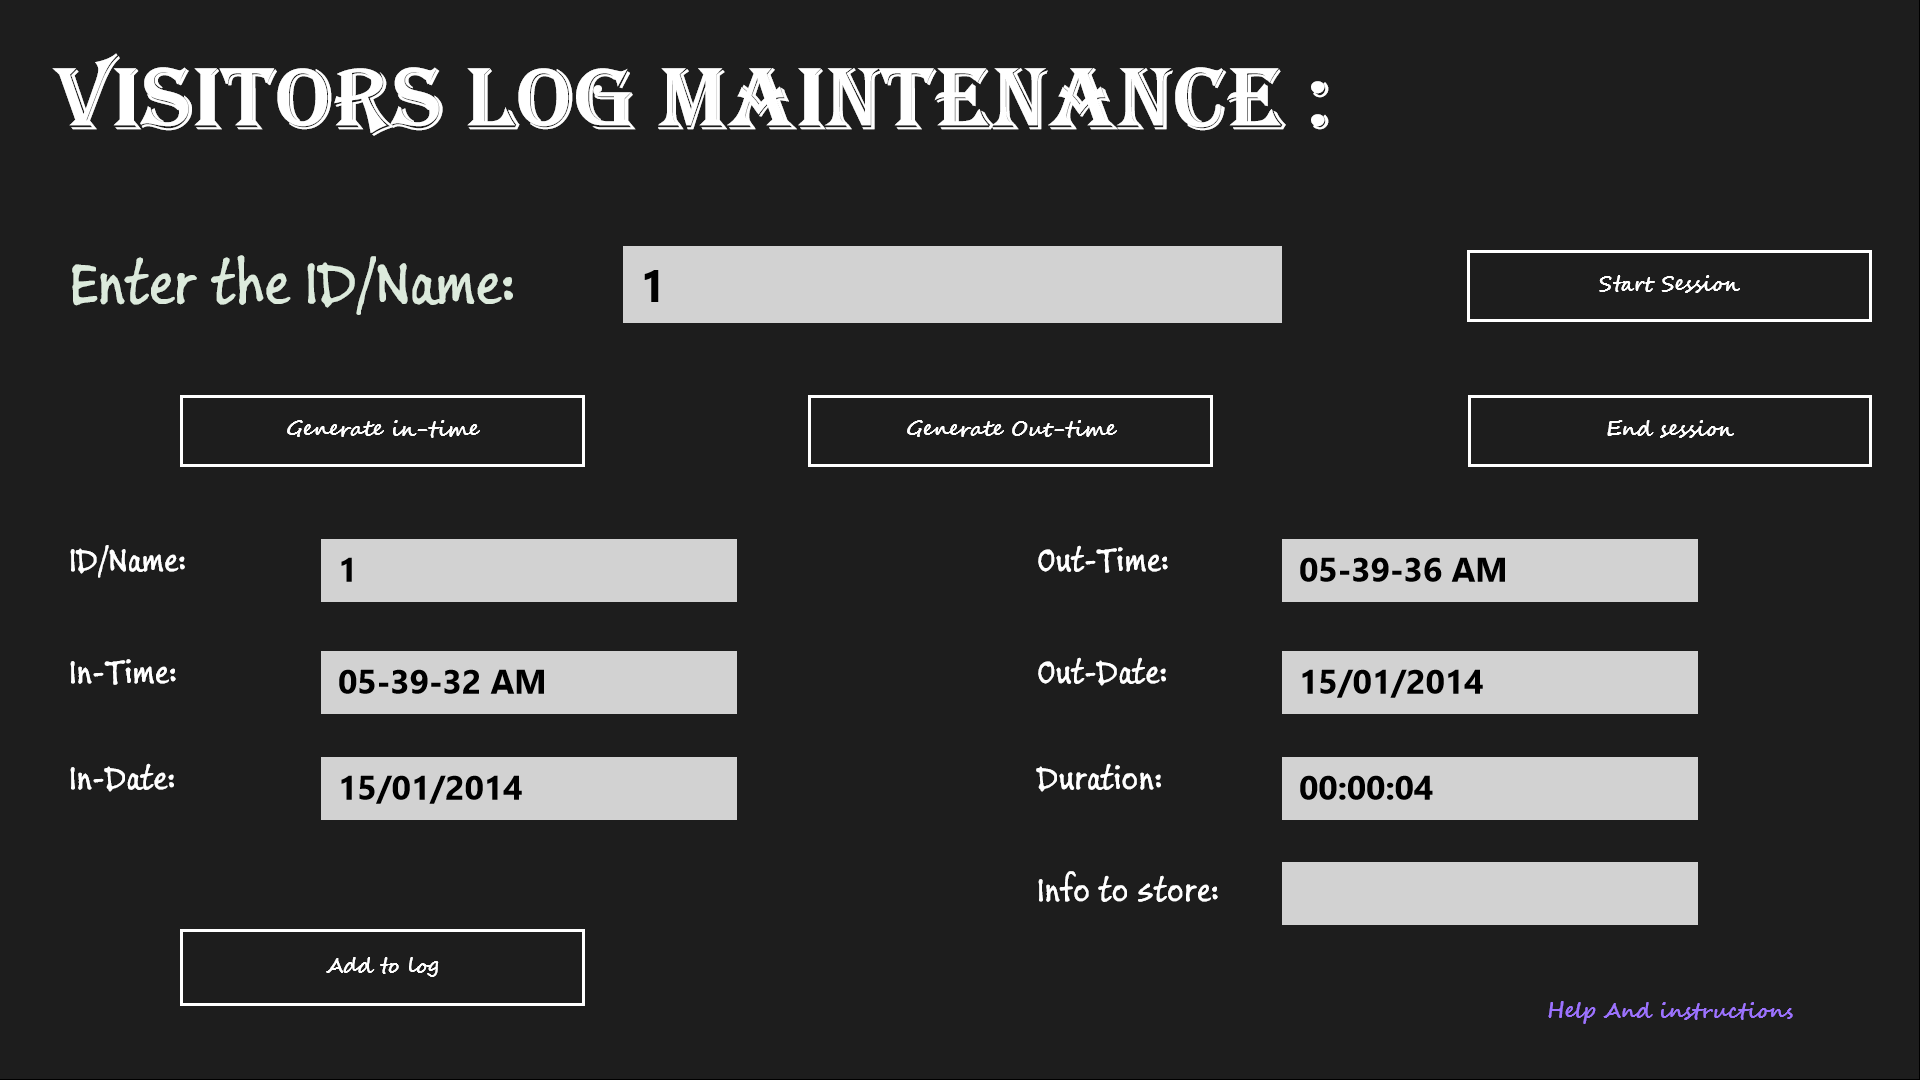 VISITORS LOG MAINTENANCE :
Enter the ID/Name:
1
Start Session
Generate in-time
Generate Out-time
End session
ID/Name:
1
Out-Time:
05-39-36 AM
In-Time:
05-39-32 AM
Out-Date:
15/01/2014
In-Date:
15/01/2014
Duration:
00:00:04
Info to store:
Add to log
Help And instructions